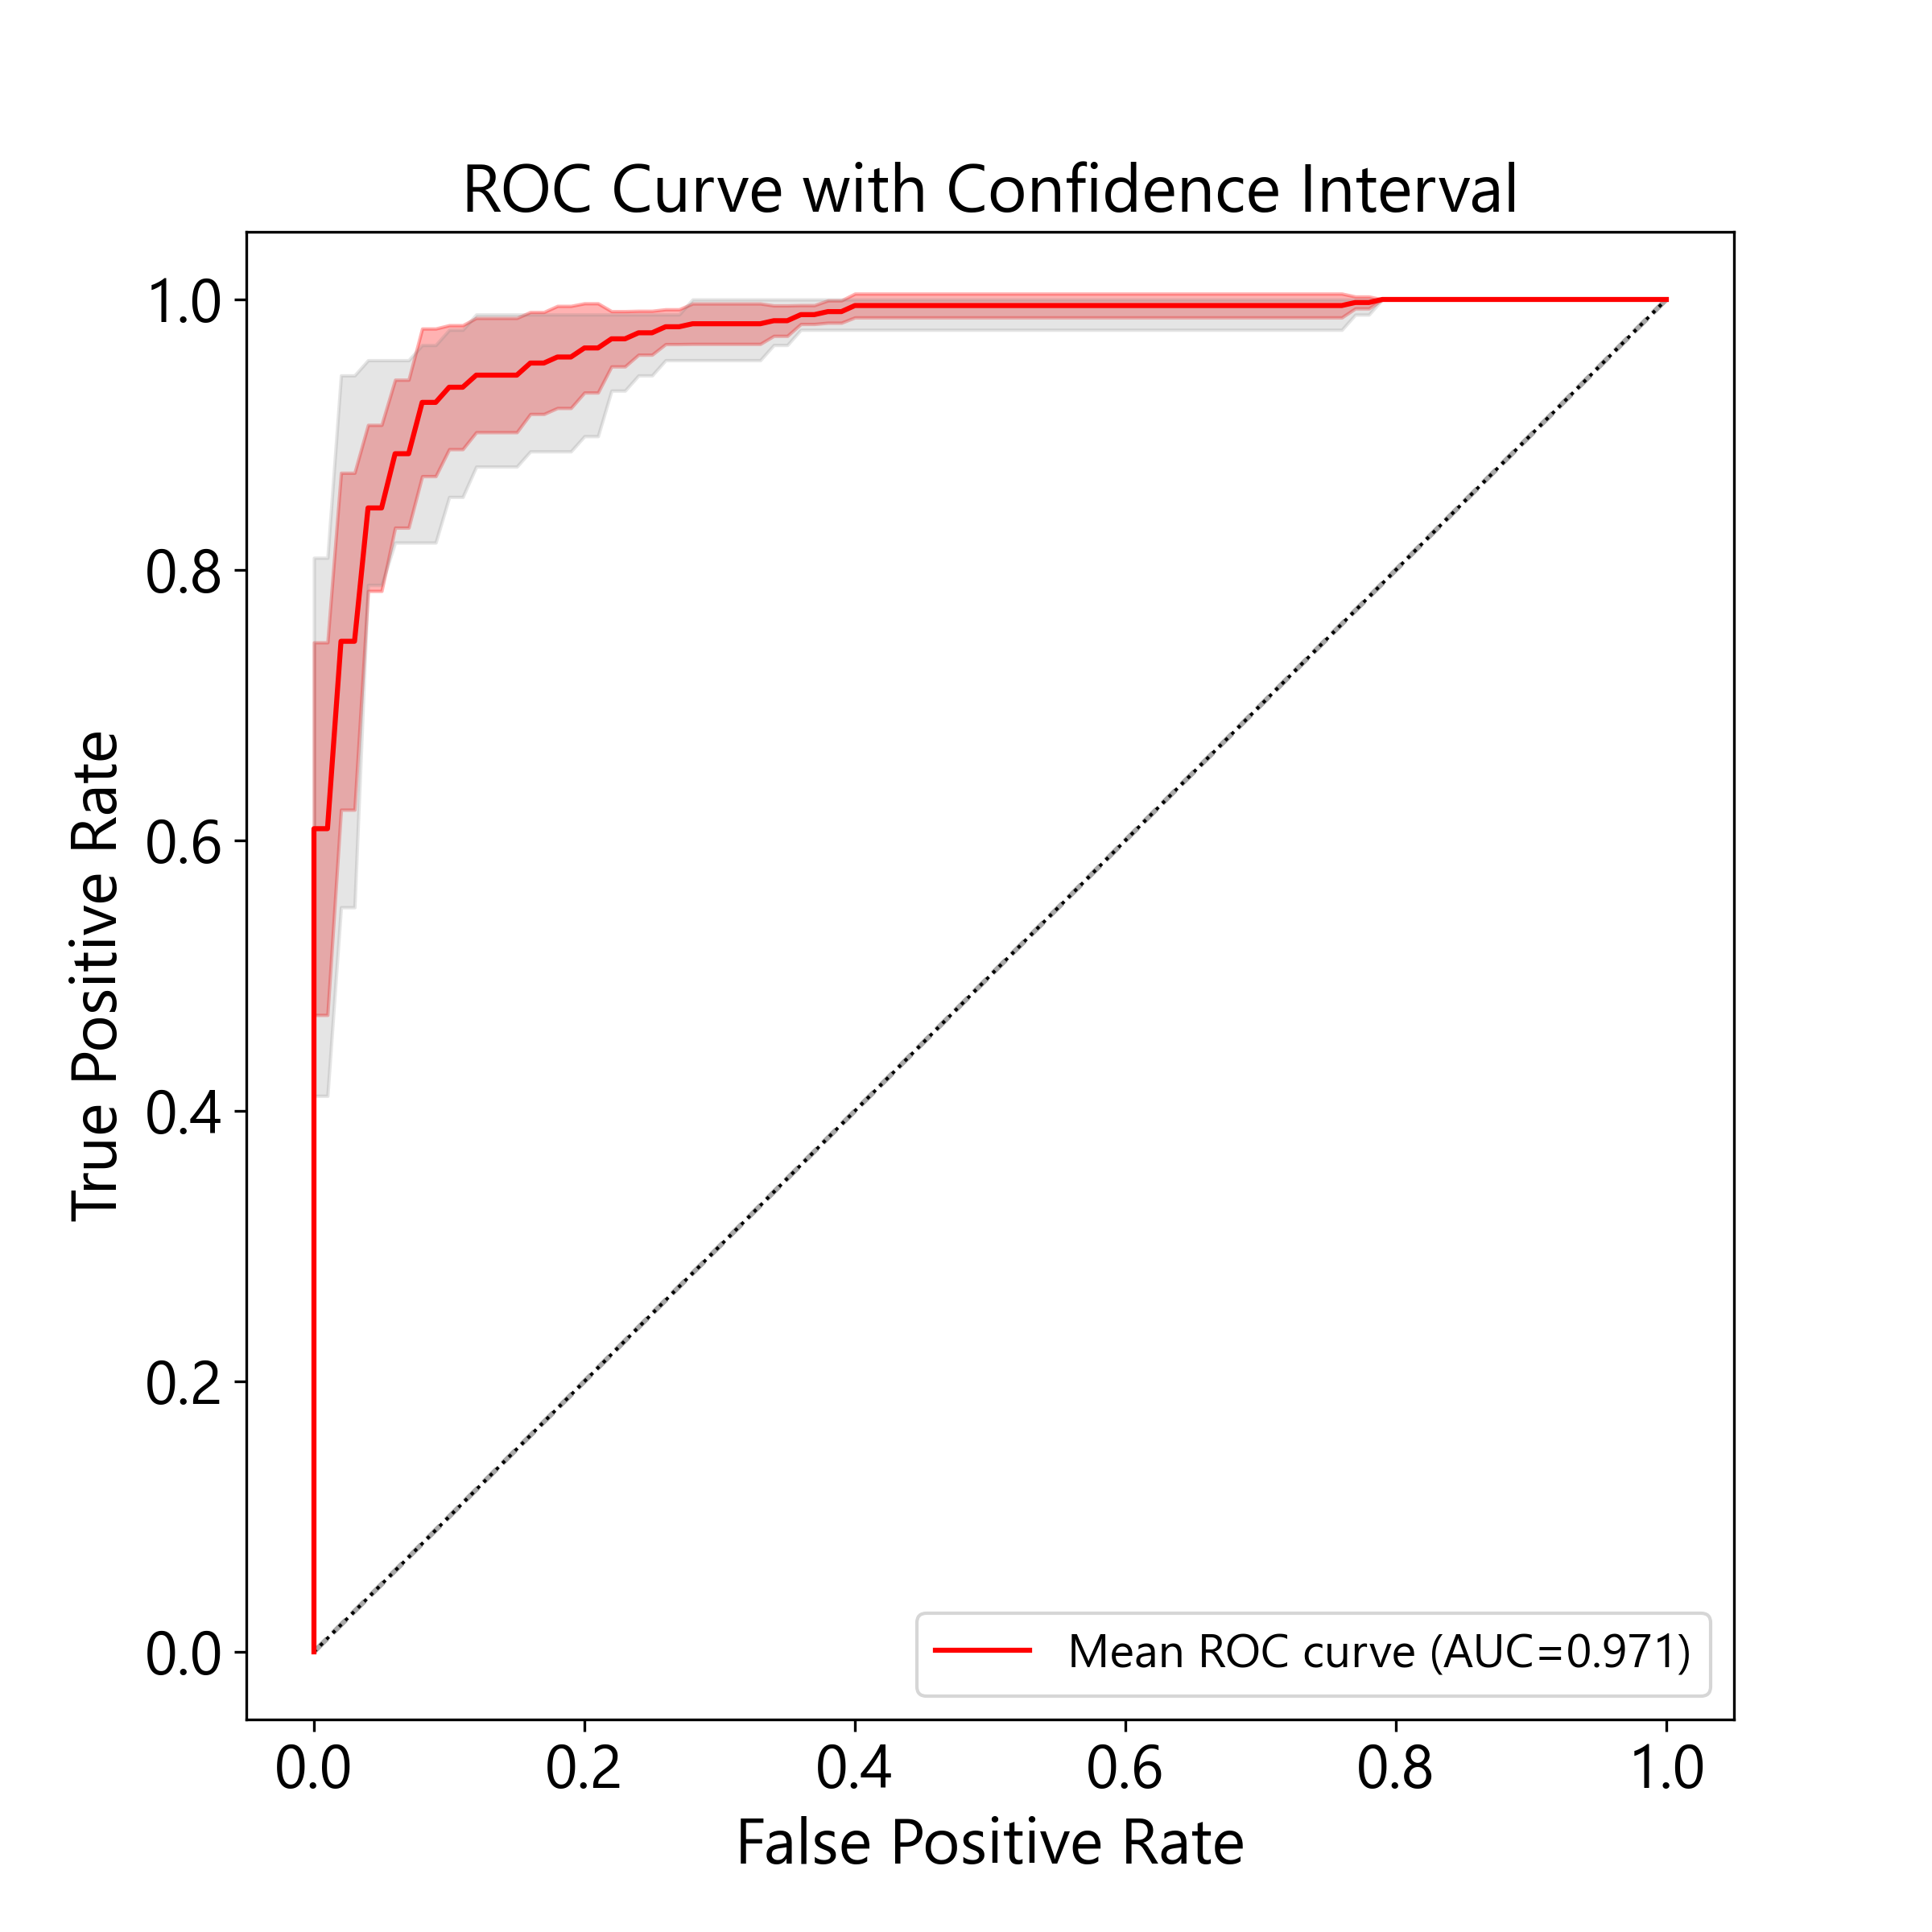 ROC Curve with Confidence Interval
True Positive Rate
1.0
0.8
0.6
0.4
0.2
0.0
Mean ROC curve (AUC=0.971)
0.0 0.2 0.4 0.6 0.8 1.0
False Positive Rate